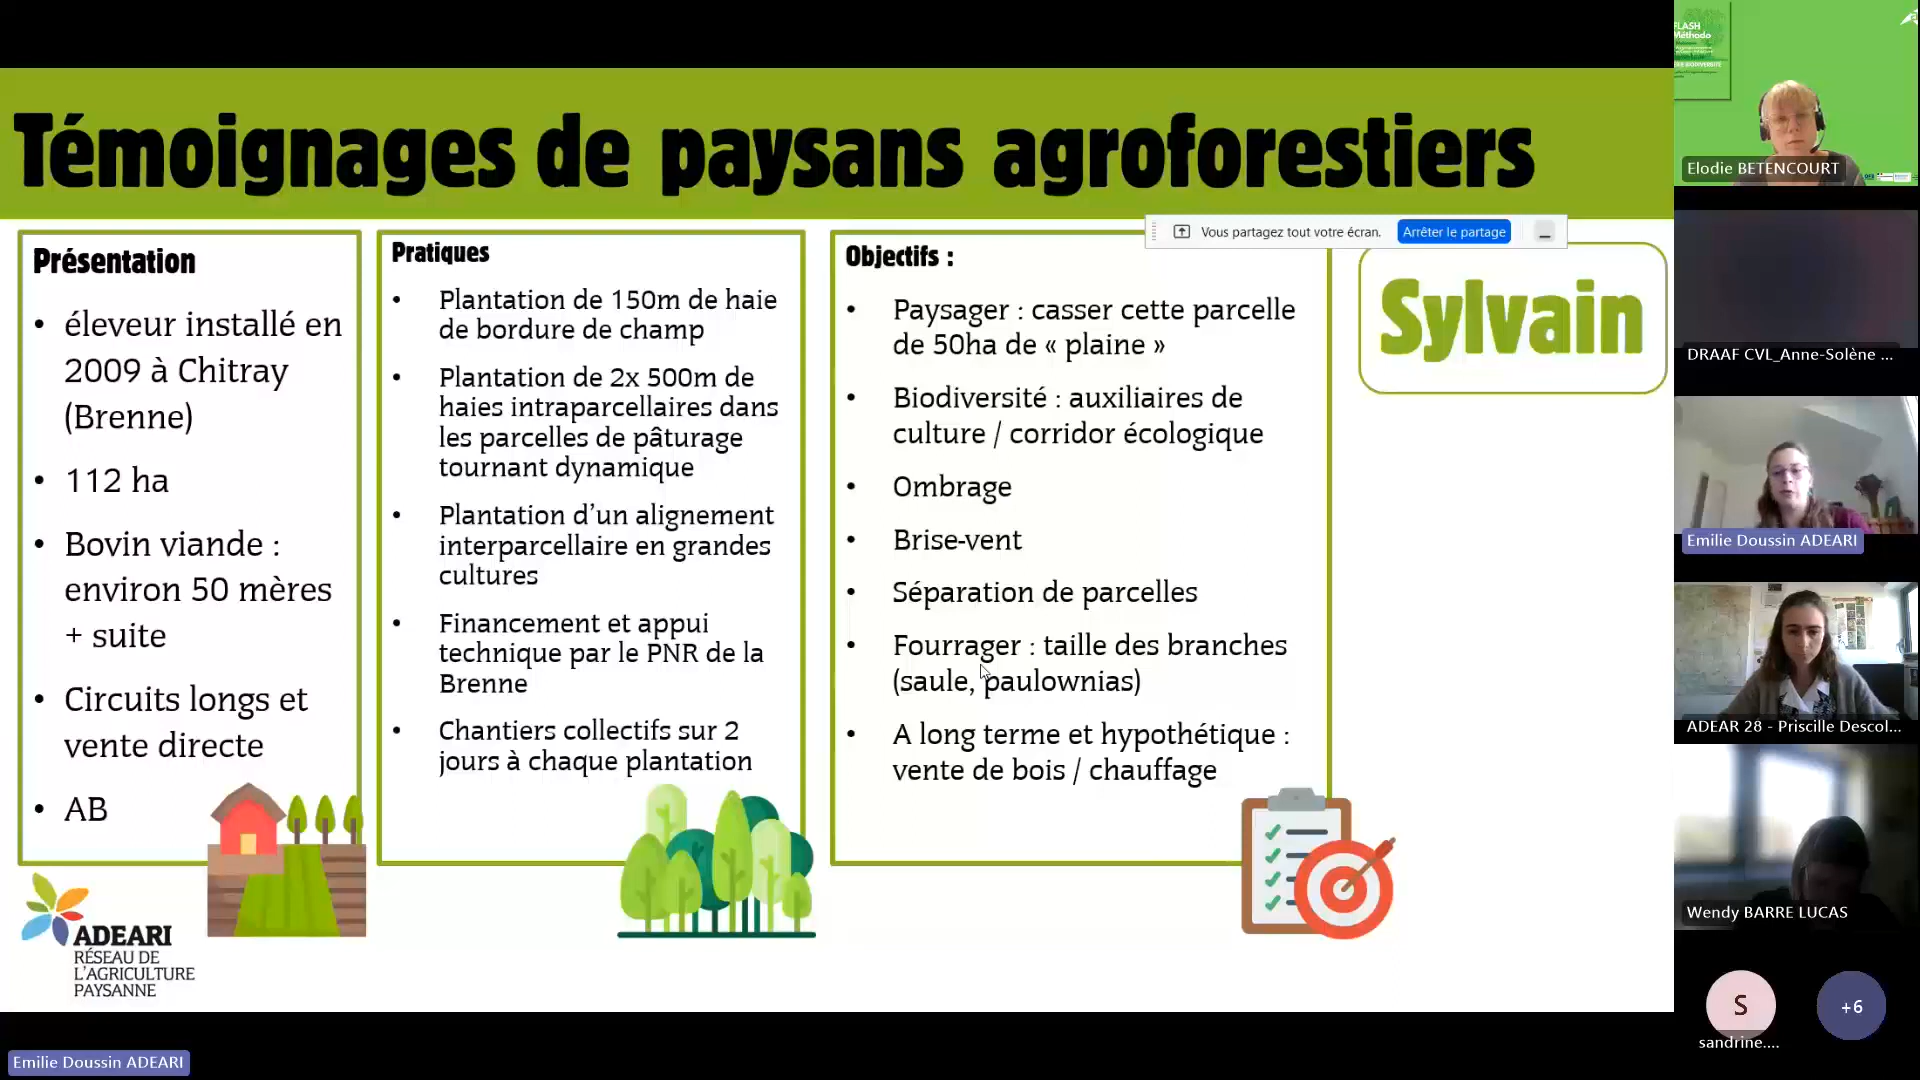 Témoignages de paysans agroforestiers
Vous partagez tout votre écran.
Arrêter le partage
Présentation
• éleveur installé en
2009 à Chitray
(Brenne)
• 112 ha
• Bovin viande :
environ 50 mères
+ suite
• Circuits longs et
vente directe
• AB
Pratiques
• Plantation de 150m de haie
de bordure de champ
• Plantation de 2x 500m de
haies intraparcellaires dans
les parcelles de pâturage
tournant dynamique
• Plantation d’un alignement
interparcellaire en grandes
cultures
• Financement et appui
technique par le PNR de la
Brenne
• Chantiers collectifs sur 2
jours à chaque plantation
Objectifs :
• Paysager : casser cette parcelle
de 50ha de « plaine »
• Biodiversité : auxiliaires de
culture / corridor écologique
• Ombrage
• Brise-vent
• Séparation de parcelles
• Fourrager : taille des branches
(saule, paulownias)
• A long terme et hypothétique :
vente de bois / chauffage
Sylvain
ADEARI
RÉSEAU DE
L'AGRICULTURE
PAYSANNE
Emilie Doussin ADEARI
FLASH
Méthodo
Elodie BETENCOURT
DRAAF CVL_Anne-Solène ...
Emilie Doussin ADEARI
ADEAR 28 - Priscille Descol...
Wendy BARRE LUCAS
S
+6
sandrine....